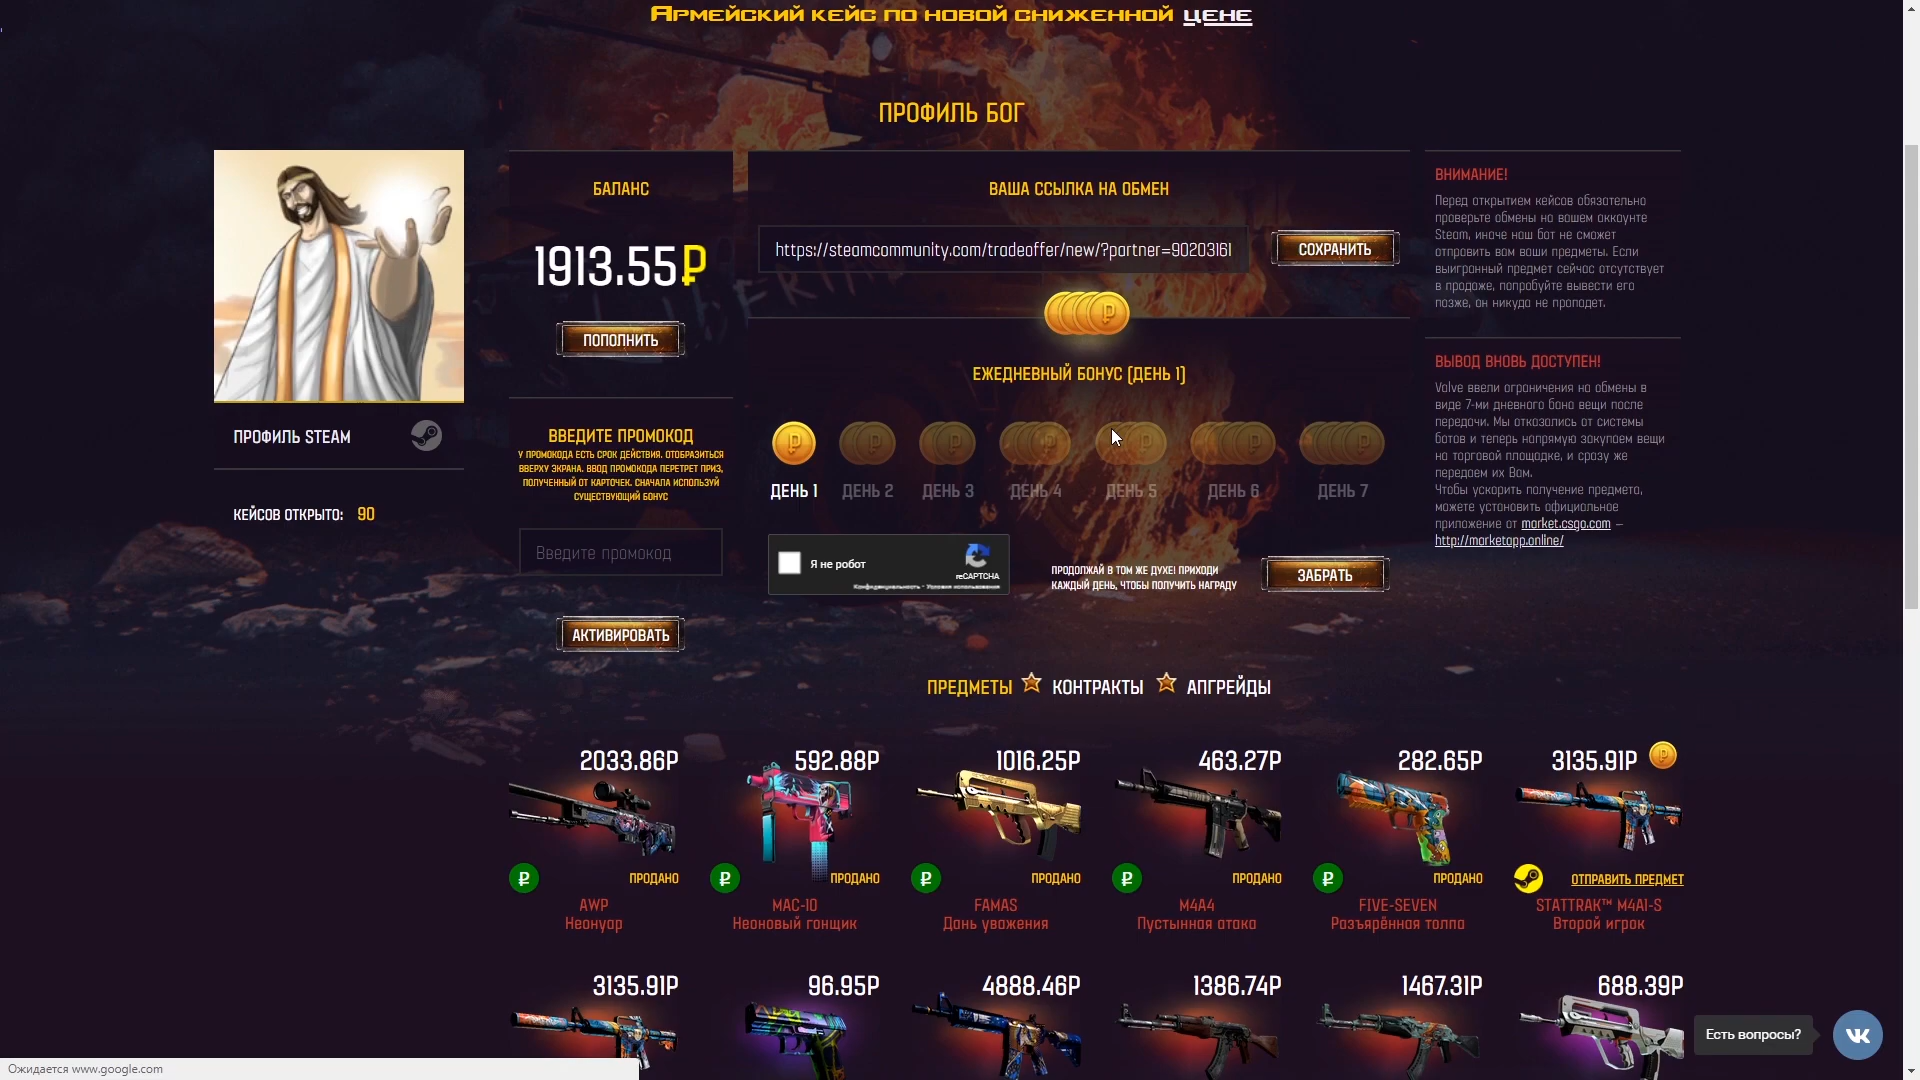 Армейский кейс по новой сниженной цене
ПРОФИЛЬ БОГ
ПРОФИЛЬ STEAM
КЕЙСОВ ОТКРЫТО: 90
БАЛАНС
1913.55₽
ПОПОЛНИТЬ
ВВЕДИТЕ ПРОМОКОД
У ПРОМОКОДА ЕСТЬ СРОК ДЕЙСТВИЯ. ОТОБРАЗИТЬСЯ
ВВЕРХУ ЭКРАНА. ВВОД ПРОМОКОДА ПЕРЕТРЕТ ПРИЗ,
ПОЛУЧЕННЫЙ ОТ КАРТОЧЕК. СНАЧАЛА ИСПОЛЬЗУЙ
СУЩЕСТВУЮЩИЙ БОНУС
Введите промокод
АКТИВИРОВАТЬ
ВАША ССЫЛКА НА ОБМЕН
https://steamcommunity.com/tradeoffer/new/?partner=90203161
СОХРАНИТЬ
ЕЖЕДНЕВНЫЙ БОНУС (ДЕНЬ 1)
ДЕНЬ 1 ДЕНЬ 2 ДЕНЬ 3 ДЕНЬ 4 ДЕНЬ 5 ДЕНЬ 6 ДЕНЬ 7
Я не робот
reCAPTCHA
Конфиденциальность - Условия использования
ПРОДОЛЖАЙ В ТОМ ЖЕ ДУХЕ! ПРИХОДИ
КАЖДЫЙ ДЕНЬ, ЧТОБЫ ПОЛУЧИТЬ НАГРАДУ
ЗАБРАТЬ
ВНИМАНИЕ!
Перед открытием кейсов обязательно
проверьте обмены на вашем аккаунте
Steam, иначе наш бот не сможет
отправить вам ваши предметы. Если
выигранный предмет сейчас отсутствует
в продаже, попробуйте вывести его
позже, он никуда не пропадет.
ВЫВОД ВНОВЬ ДОСТУПЕН!
Valve ввели ограничения на обмены в
виде 7-ми дневного бана вещи после
передачи. Мы отказались от системы
ботов и теперь напрямую закупаем вещи
на торговой площадке, и сразу же
передаем их Вам.
Чтобы ускорить получение предмета,
можете установить официальное
приложение от market.csgo.com –
http://marketapp.online/
ПРЕДМЕТЫ КОНТРАКТЫ АПГРЕЙДЫ
2033.86Р 592.88Р 1016.25Р 463.27Р 282.65Р 3135.91Р
ПРОДАНО ПРОДАНО ПРОДАНО ПРОДАНО ПРОДАНО ОТПРАВИТЬ ПРЕДМЕТ
AWP MAC-10 FAMAS M4A4 FIVE-SEVEN STATTRAK™ M4A1-S
Неонуар Неоновый гонщик Дань уважения Пустынная атака Разъярённая толпа Второй игрок
3135.91Р 96.95Р 4888.46Р 1386.74Р 1467.31Р 688.39Р
Есть вопросы?
Ожидается www.google.com